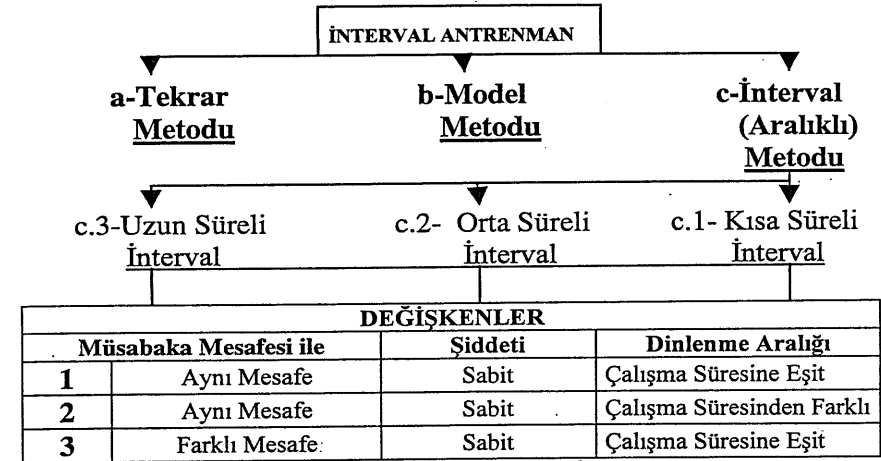 İNTERVAL ANTRENMAN
a-Tekrar Metodu
b-Model Metodu
c-İnterval (Aralıklı) Metodu
c.3-Uzun Süreli İnterval
c.2- Orta Süreli İnterval
c.1- Kısa Süreli İnterval
DEĞİŞKENLER
Müsabaka Mesafesi ile Şiddeti Dinlenme Aralığı
1 Aynı Mesafe Sabit Çalışma Süresine Eşit
2 Aynı Mesafe Sabit Çalışma Süresinden Farklı
3 Farklı Mesafe Sabit Çalışma Süresine Eşit